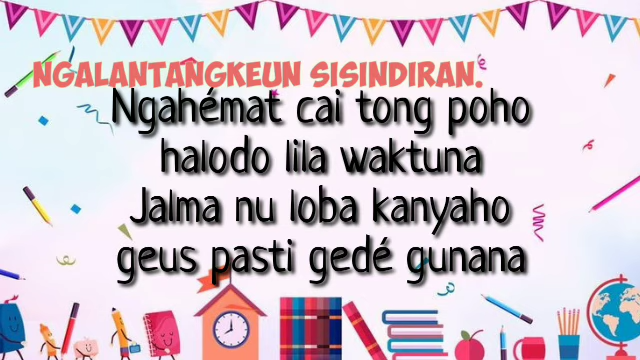 NGALANTANGKEUN SISINDIRAN.
Ngahémat cai tong poho
halodo lila waktuna
Jalma nu loba kanyaho
geus pasti gedé gunana